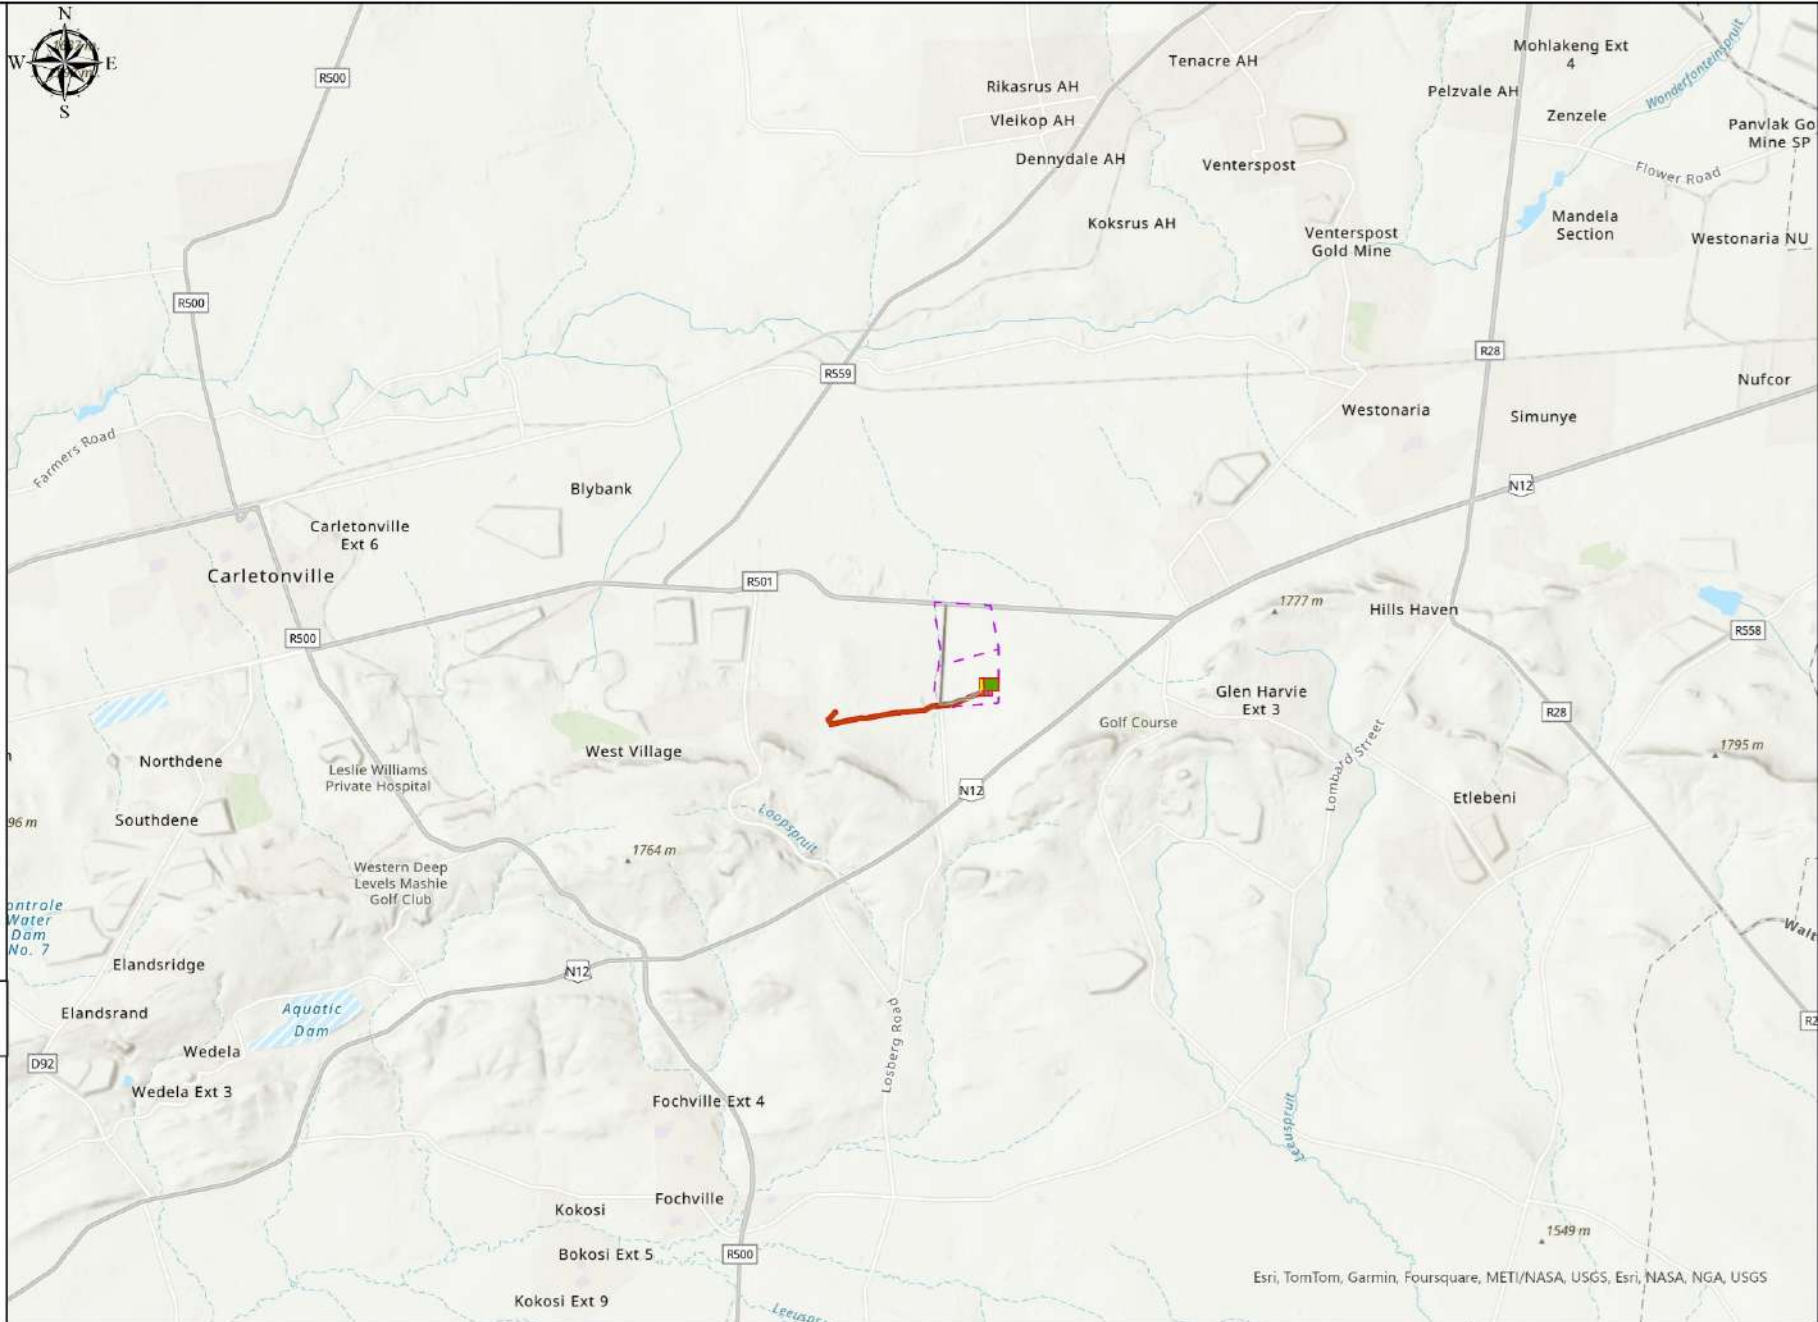 N
W
E
S
R500
Tenacre AH
Mohlakeng Ext
4
Rikasrus AH
Pelzvale AH
Wonderfonteinspruit
Vleikop AH
Zenzele
Panvlak Go
Mine SP
Dennydale AH
Venterspost
Flower Road
Koksrus AH
Venterspost
Gold Mine
Mandela
Section
Westonaria NU
R500
R28
R559
Nufcor
Westonaria
Simunye
Farmers Road
Blybank
N12
Carletonville
Ext 6
Carletonville
R501
1777 m
Hills Haven
R500
R558
Glen Harvie
Ext 3
Golf Course
R28
Lombard Street
West Village
Northdene
Leslie Williams
Private Hospital
1795 m
N12
Etlebeni
Southdene
96 m
Loopspruit
1764 m
Western Deep
Levels Mashie
Golf Club
ontrole
Water
Dam
No. 7
Walt
Elandsridge
N12
Elandsrand
Aquatic
Dam
R2
Losberg Road
Wedela
D92
Wedela Ext 3
Fochville Ext 4
Leeuspruit
Fochville
Kokosi
1549 m
Bokosi Ext 5
R500
Esri, TomTom, Garmin, Foursquare, METI/NASA, USGS, Esri, NASA, NGA, USGS
Kokosi Ext 9
Leeuspr